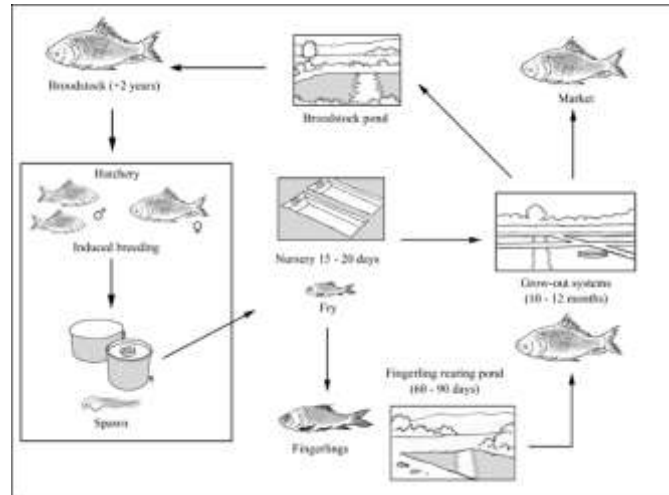 Broodstock (+2 years)
Broodstock pond
Market
Hatchery
♂
♀
Induced breeding
Nursery 15 - 20 days
Fry
Grow-out systems
(10 - 12 months)
Spawn
Fingerlings
Fingerling rearing pond
(60 - 90 days)